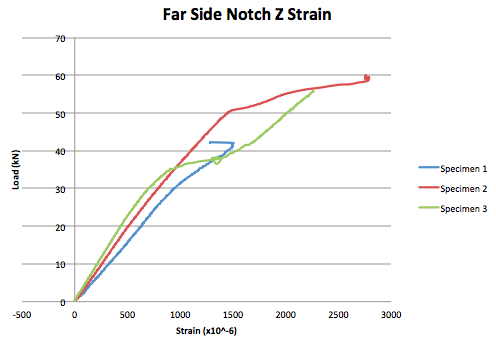 Far Side Notch Z Strain
70
60
50
40
30
20
10
0
Load (kN)
-500 0 500 1000 1500 2000 2500 3000
Strain (x10^-6)
Specimen 1
Specimen 2
Specimen 3